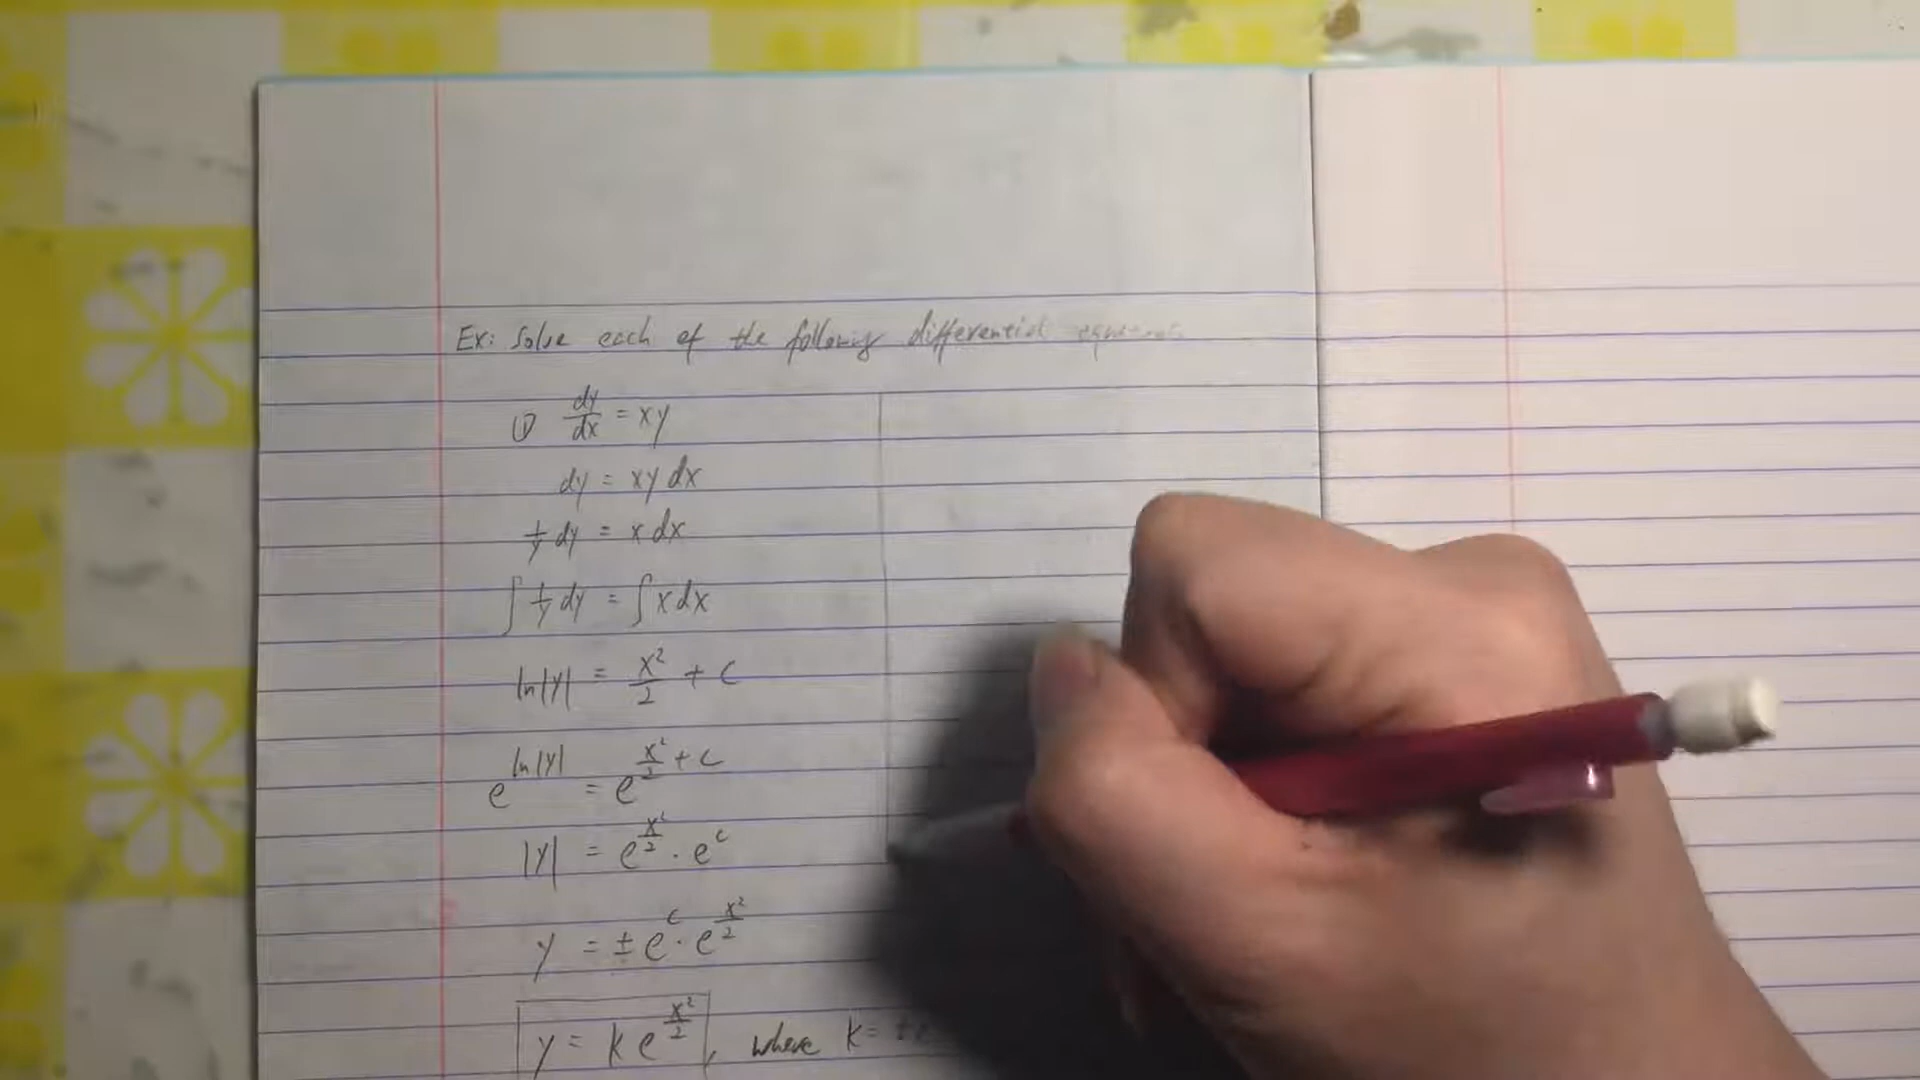 Ex: Solve each of the following differential
① dy/dx = xy
dy = xy dx
1/y dy = x dx
∫ 1/y dy = ∫ x dx
ln|y| = x²/2 + C
e^(ln|y|) = e^(x²/2 + C)
|y| = e^(x²/2) · e^C
y = ± e^C · e^(x²/2)
y = k e^(x²/2), where k = ±